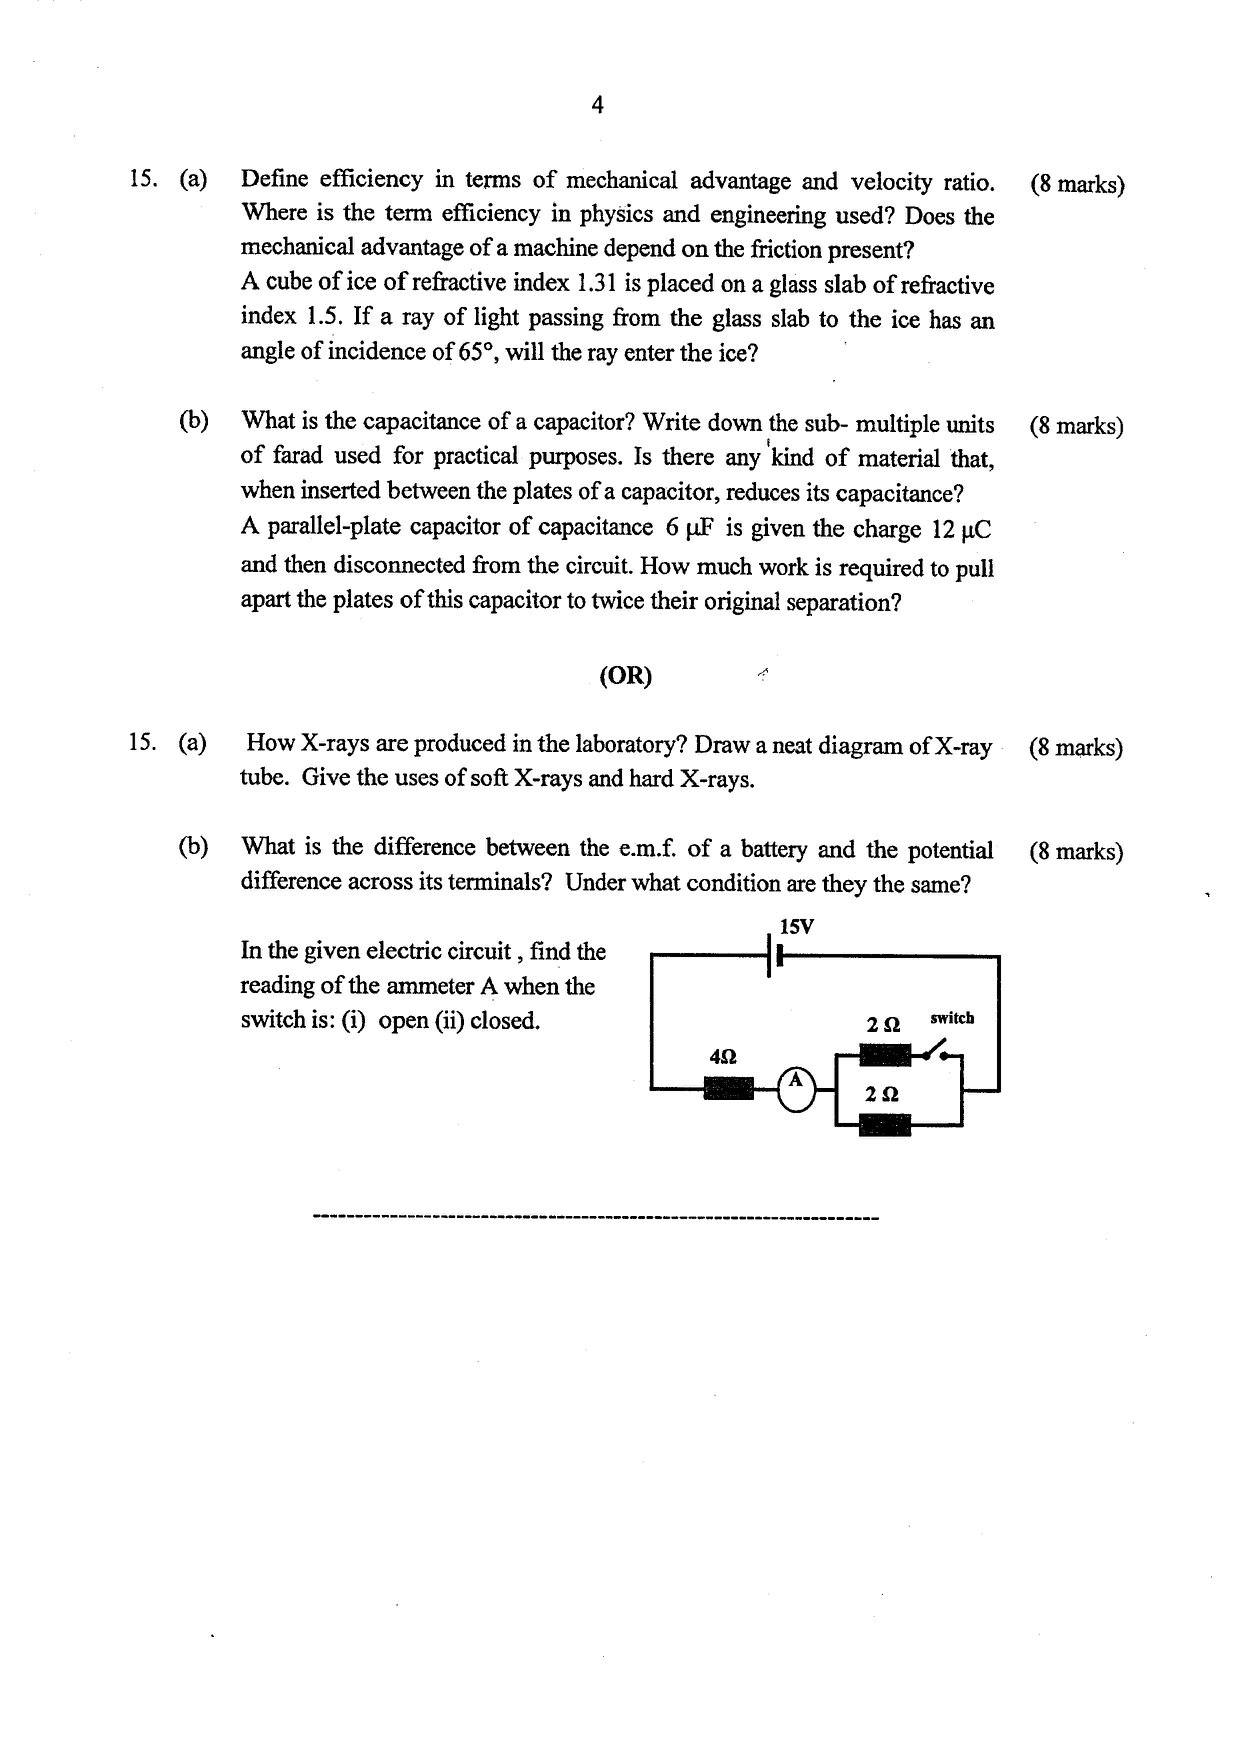 4
15. (a) Define efficiency in terms of mechanical advantage and velocity ratio. (8 marks)
Where is the term efficiency in physics and engineering used? Does the
mechanical advantage of a machine depend on the friction present?
A cube of ice of refractive index 1.31 is placed on a glass slab of refractive
index 1.5. If a ray of light passing from the glass slab to the ice has an
angle of incidence of 65°, will the ray enter the ice?
(b) What is the capacitance of a capacitor? Write down the sub- multiple units (8 marks)
of farad used for practical purposes. Is there any kind of material that,
when inserted between the plates of a capacitor, reduces its capacitance?
A parallel-plate capacitor of capacitance 6 µF is given the charge 12 µC
and then disconnected from the circuit. How much work is required to pull
apart the plates of this capacitor to twice their original separation?
(OR)
15. (a) How X-rays are produced in the laboratory? Draw a neat diagram of X-ray (8 marks)
tube. Give the uses of soft X-rays and hard X-rays.
(b) What is the difference between the e.m.f. of a battery and the potential (8 marks)
difference across its terminals? Under what condition are they the same?
15V
In the given electric circuit , find the
reading of the ammeter A when the
switch is: (i) open (ii) closed.
2 Ω switch
4Ω
A
2 Ω